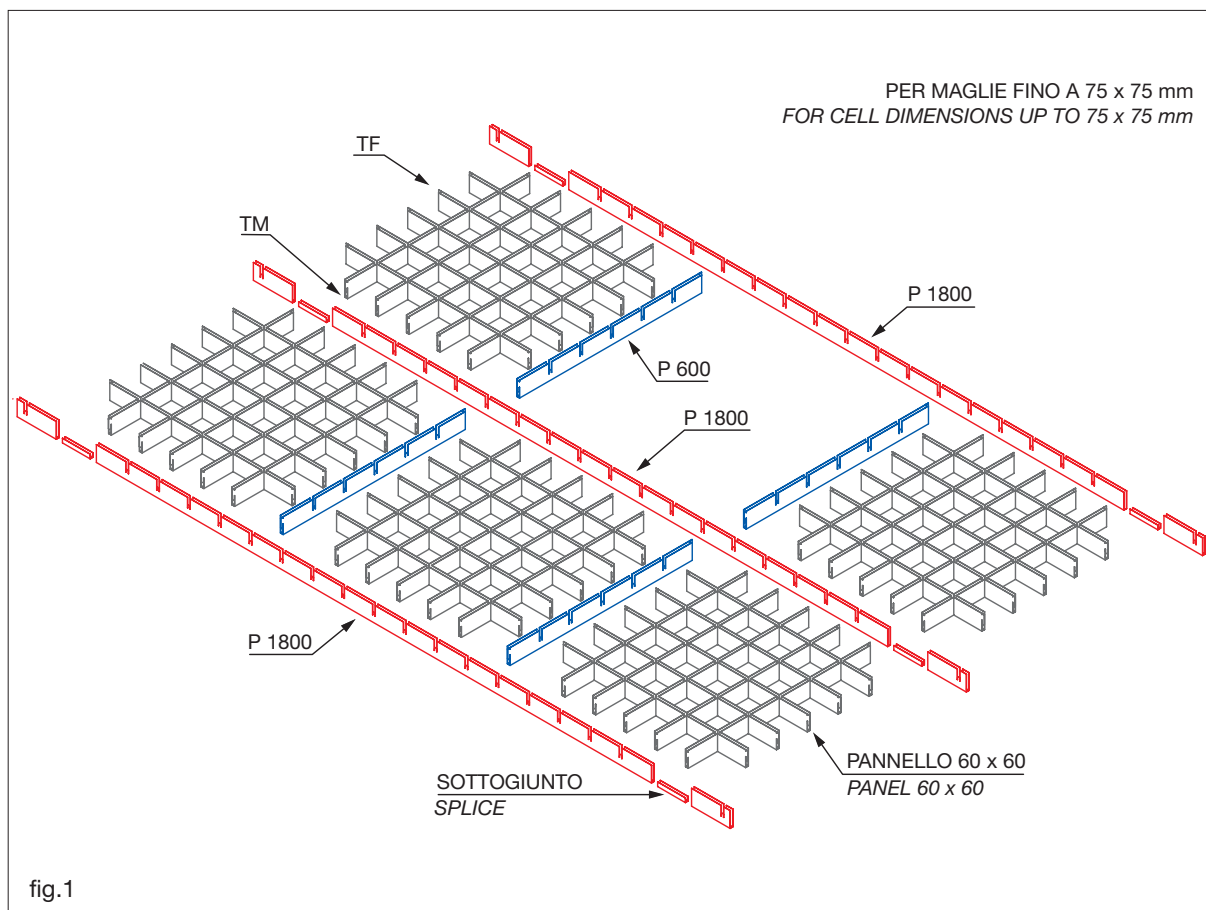 PER MAGLIE FINO A 75 x 75 mm
FOR CELL DIMENSIONS UP TO 75 x 75 mm
TF
TM
P 1800
P 600
P 1800
P 1800
PANNELLO 60 x 60
PANEL 60 x 60
SOTTOGIUNTO
SPLICE
fig.1